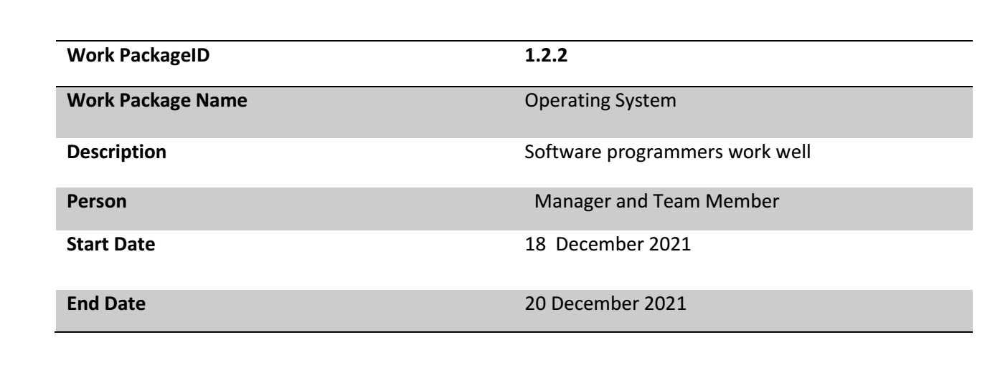 Work PackageID 1.2.2
Work Package Name Operating System
Description Software programmers work well
Person Manager and Team Member
Start Date 18 December 2021
End Date 20 December 2021